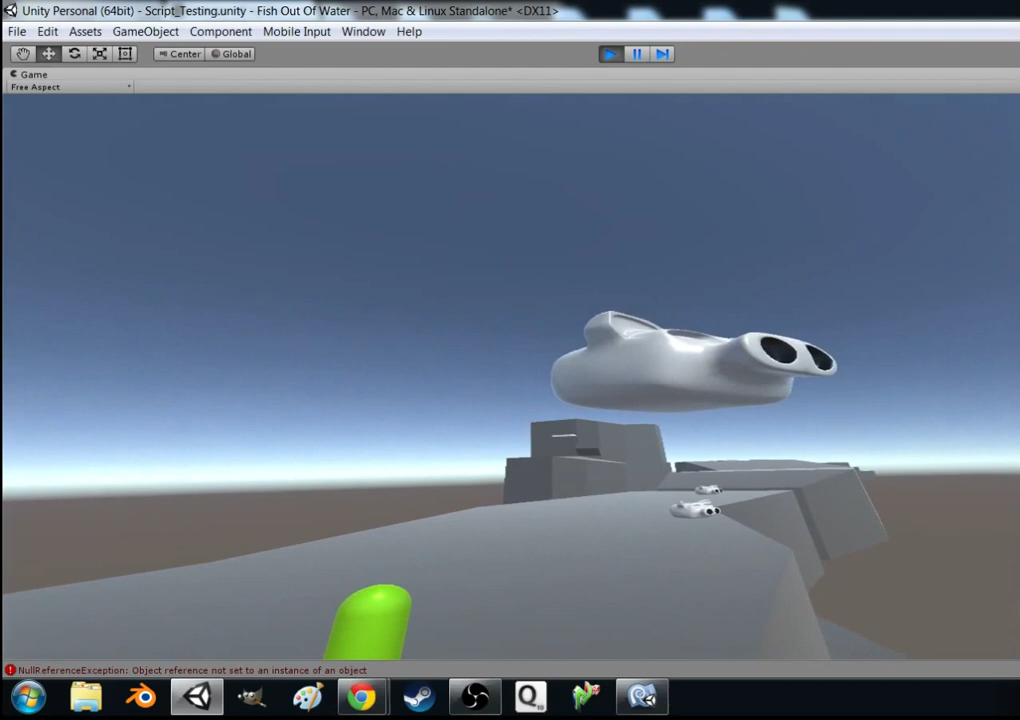 Unity Personal (64bit) - Script_Testing.unity - Fish Out Of Water - PC, Mac & Linux Standalone* <DX11>
File Edit Assets GameObject Component Mobile Input Window Help
Center Global
Game
Free Aspect
NullReferenceException: Object reference not set to an instance of an object
Q
10